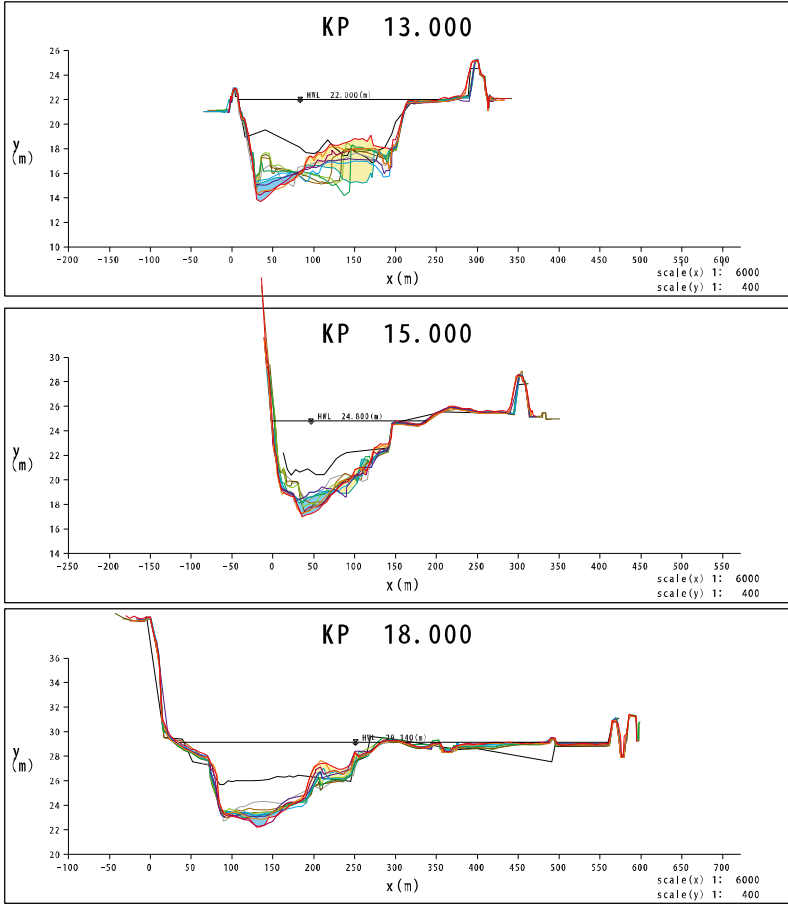 KP 13.000
26
24
22
20
18
16
14
12
10
y
(m)
HWL 22.000(m)
-200 -150 -100 -50 0 50 100 150 200 250 300 350 400 450 500 550 600
x(m)
scale(x) 1: 6000
scale(y) 1: 400
KP 15.000
30
28
26
24
22
20
18
16
14
y
(m)
HWL 24.800(m)
-250 -200 -150 -100 -50 0 50 100 150 200 250 300 350 400 450 500 550
x(m)
scale(x) 1: 6000
scale(y) 1: 400
KP 18.000
36
34
32
30
28
26
24
22
20
y
(m)
HWL 29.140(m)
-100 -50 0 50 100 150 200 250 300 350 400 450 500 550 600 650 700
x(m)
scale(x) 1: 6000
scale(y) 1: 400